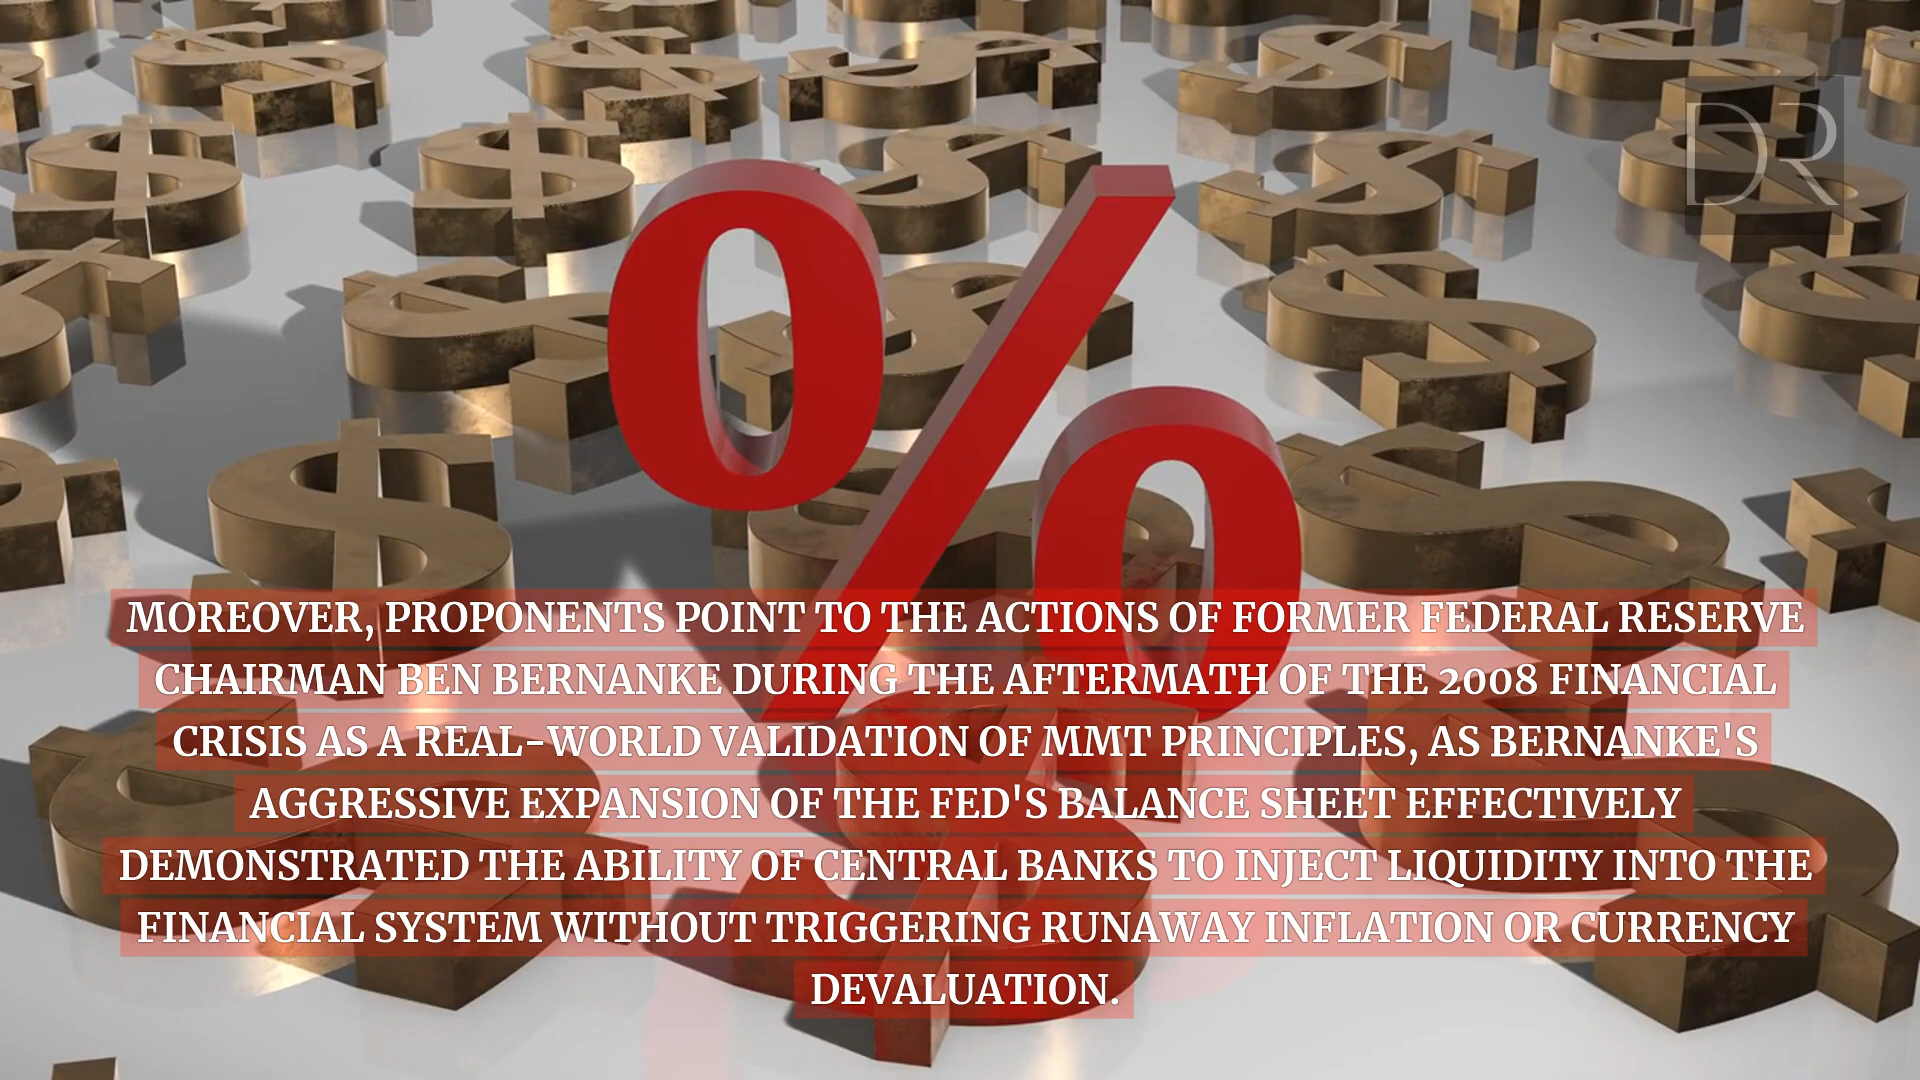 DR
MOREOVER, PROPONENTS POINT TO THE ACTIONS OF FORMER FEDERAL RESERVE
CHAIRMAN BEN BERNANKE DURING THE AFTERMATH OF THE 2008 FINANCIAL
CRISIS AS A REAL-WORLD VALIDATION OF MMT PRINCIPLES, AS BERNANKE'S
AGGRESSIVE EXPANSION OF THE FED'S BALANCE SHEET EFFECTIVELY
DEMONSTRATED THE ABILITY OF CENTRAL BANKS TO INJECT LIQUIDITY INTO THE
FINANCIAL SYSTEM WITHOUT TRIGGERING RUNAWAY INFLATION OR CURRENCY
DEVALUATION.